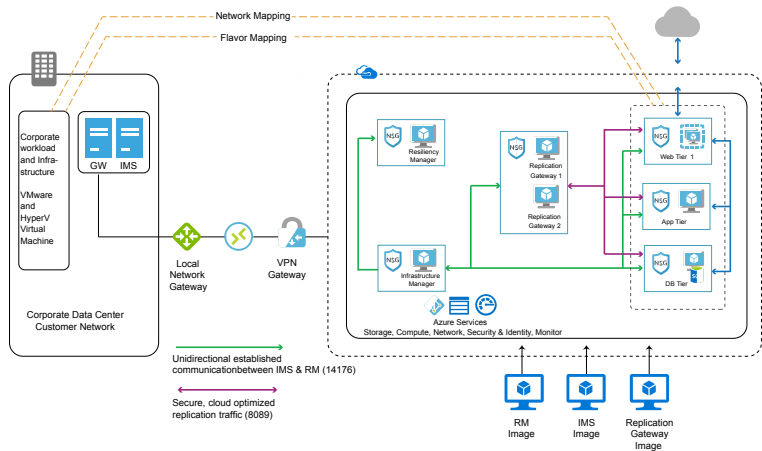 Network Mapping
Flavor Mapping
Corporate
workload
and Infra-
structure
VMware
and
HyperV
Virtual
Machine
GW
IMS
Corporate Data Center
Customer Network
Local
Network
Gateway
VPN
Gateway
NSG
Resiliency
Manager
NSG
Infrastructure
Manager
NSG
Replication
Gateway 1
Replication
Gateway 2
NSG
Web Tier 1
NSG
App Tier
NSG
DB Tier
Azure Services
Storage, Compute, Network, Security & Identity, Monitor
Unidirectional established
communicationbetween IMS & RM (14176)
Secure, cloud optimized
replication traffic (8089)
RM
Image
IMS
Image
Replication
Gateway
Image